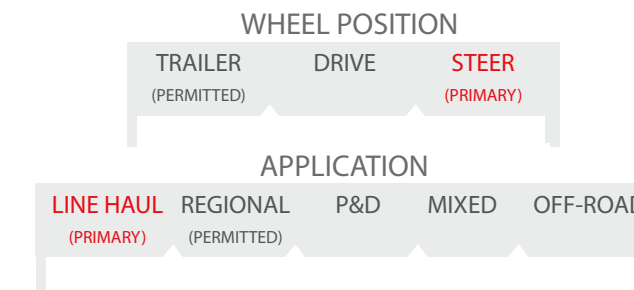 WHEEL POSITION
TRAILER DRIVE STEER
(PERMITTED) (PRIMARY)
APPLICATION
LINE HAUL REGIONAL P&D MIXED OFF-ROAD
(PRIMARY) (PERMITTED)